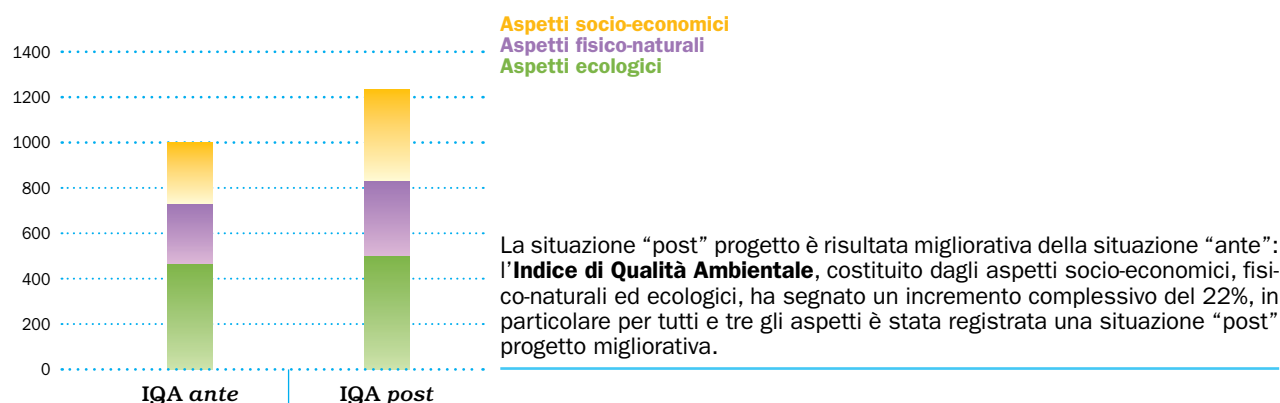 Aspetti socio-economici
Aspetti fisico-naturali
Aspetti ecologici
1400
1200
1000
800
600
400
200
0
IQA ante
IQA post
La situazione “post” progetto è risultata migliorativa della situazione “ante”:
l’Indice di Qualità Ambientale, costituito dagli aspetti socio-economici, fisi-
co-naturali ed ecologici, ha segnato un incremento complessivo del 22%, in
particolare per tutti e tre gli aspetti è stata registrata una situazione “post”
progetto migliorativa.